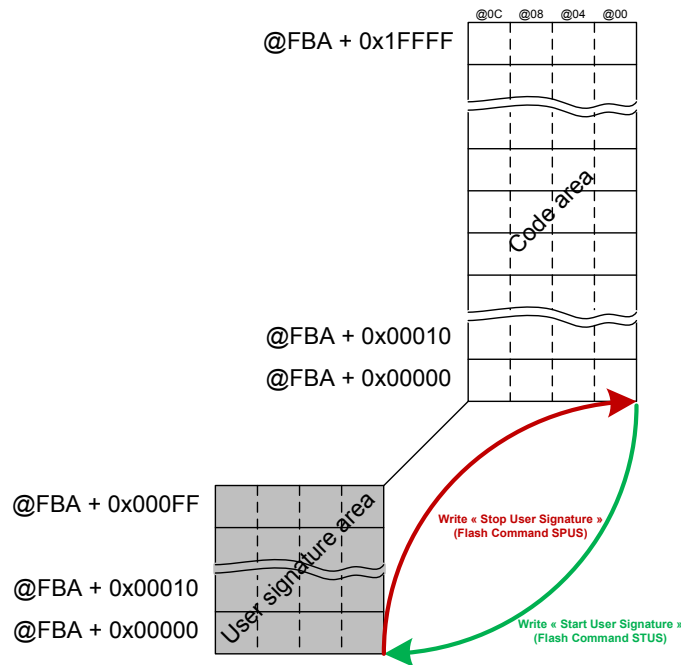 @0C @08 @04 @00
@FBA + 0x1FFFF
Code area
@FBA + 0x00010
@FBA + 0x00000
@FBA + 0x000FF
User signature area
@FBA + 0x00010
@FBA + 0x00000
Write « Stop User Signature »
(Flash Command SPUS)
Write « Start User Signature »
(Flash Command STUS)